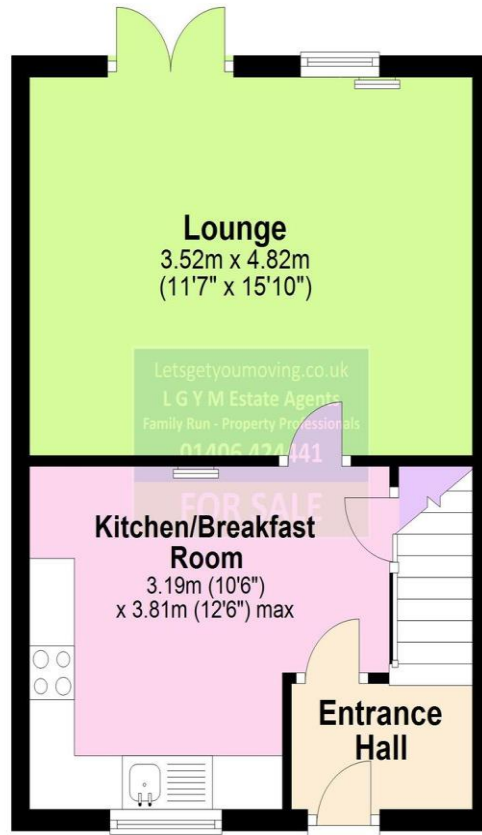 Lounge
3.52m x 4.82m
(11'7" x 15'10")
Letsgetyoumoving.co.uk
L G Y M Estate Agents
Family Run - Property Professionals
01406 424441
FOR SALE
Kitchen/Breakfast
Room
3.19m (10'6")
x 3.81m (12'6") max
Entrance
Hall